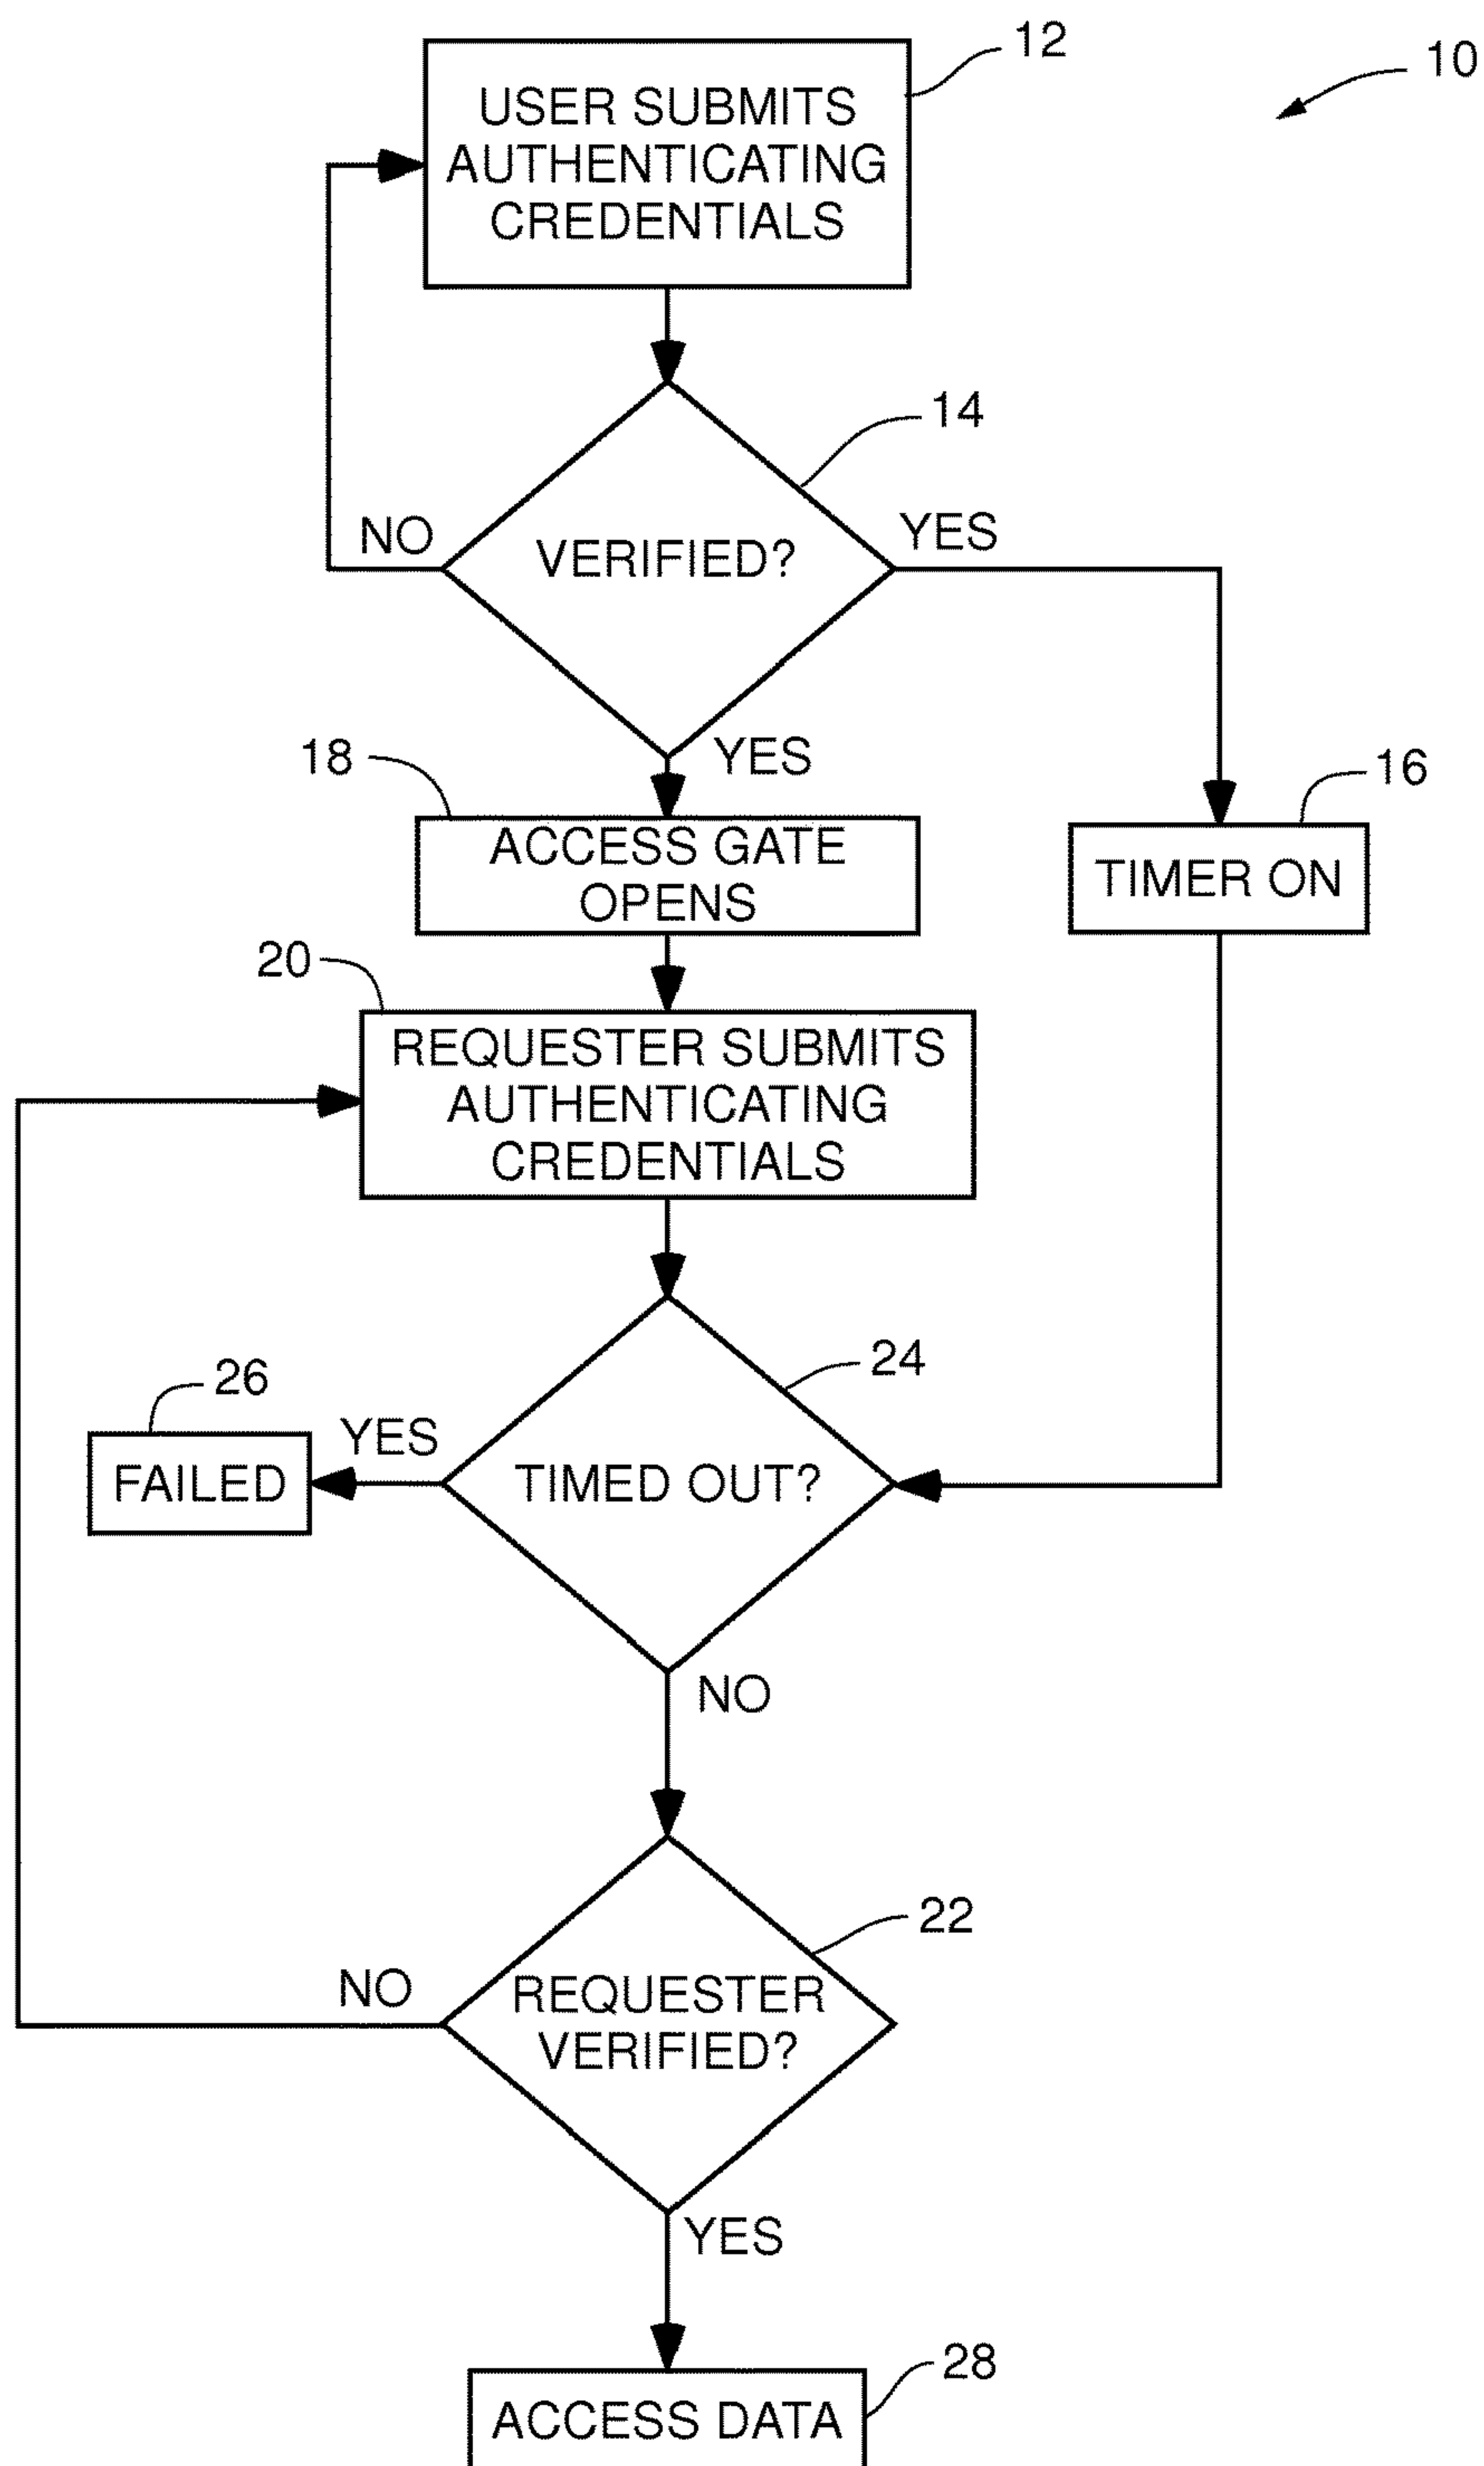 12
10
USER SUBMITS
AUTHENTICATING
CREDENTIALS
14
NO
VERIFIED?
YES
YES
18
16
ACCESS GATE
OPENS
TIMER ON
20
REQUESTER SUBMITS
AUTHENTICATING
CREDENTIALS
24
26
YES
FAILED
TIMED OUT?
NO
22
NO
REQUESTER
VERIFIED?
YES
28
ACCESS DATA